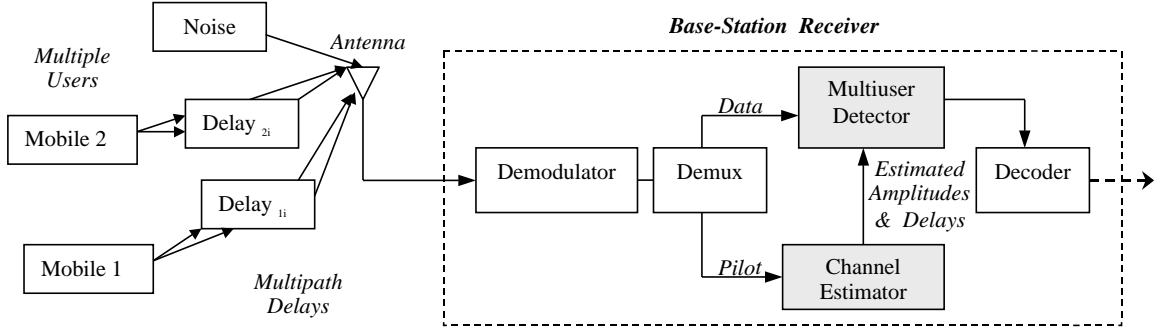 Noise
Antenna
Base-Station Receiver
Multiple
Users
Mobile 2
Delay 2i
Delay 1i
Mobile 1
Multipath
Delays
Demodulator
Demux
Data
Pilot
Multiuser
Detector
Estimated
Amplitudes
& Delays
Channel
Estimator
Decoder